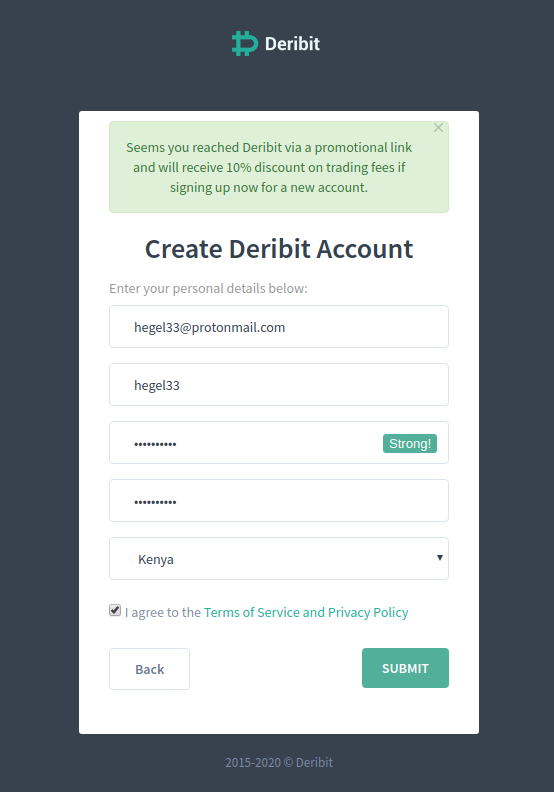 Deribit
×
Seems you reached Deribit via a promotional link
and will receive 10% discount on trading fees if
signing up now for a new account.
Create Deribit Account
Enter your personal details below:
hegel33@protonmail.com
hegel33
•••••••••• Strong!
••••••••••
Kenya
I agree to the Terms of Service and Privacy Policy
Back SUBMIT
2015-2020 © Deribit